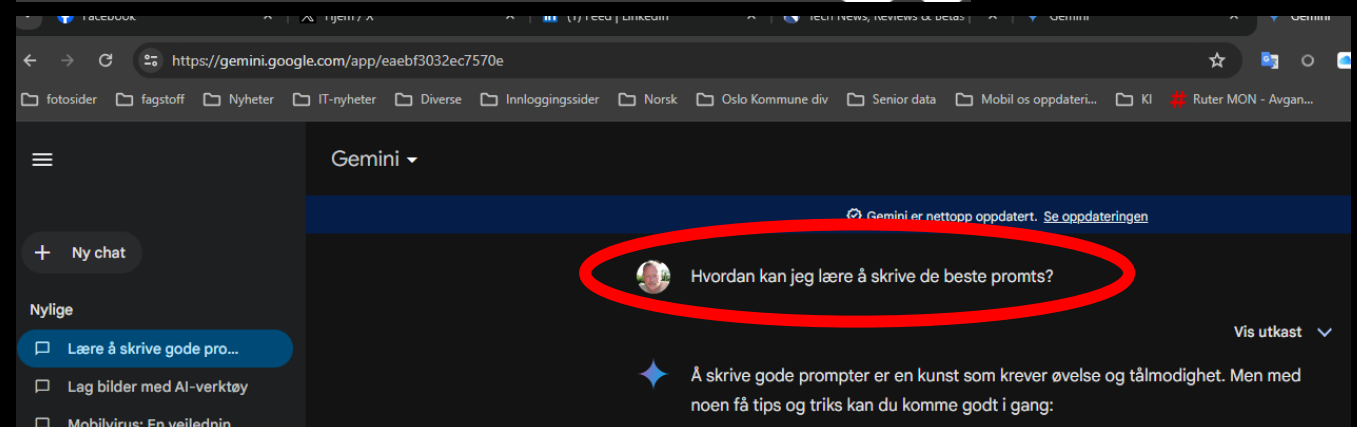 Facebook
Hjem / X
(1) Feed | LinkedIn
Tech News, Reviews & Betas
Gemini
Gemini
https://gemini.google.com/app/eaebf3032ec7570e
fotosider
fagstoff
Nyheter
IT-nyheter
Diverse
Innloggingssider
Norsk
Oslo Kommune div
Senior data
Mobil os oppdateri...
KI
Ruter MON - Avgan...
Gemini
Gemini er nettopp oppdatert. Se oppdateringen
Ny chat
Hvordan kan jeg lære å skrive de beste promts?
Nylige
Vis utkast
Lære å skrive gode pro...
Å skrive gode prompter er en kunst som krever øvelse og tålmodighet. Men med
Lag bilder med AI-verktøy
noen få tips og triks kan du komme godt i gang:
Mobilvirus: En veilednin